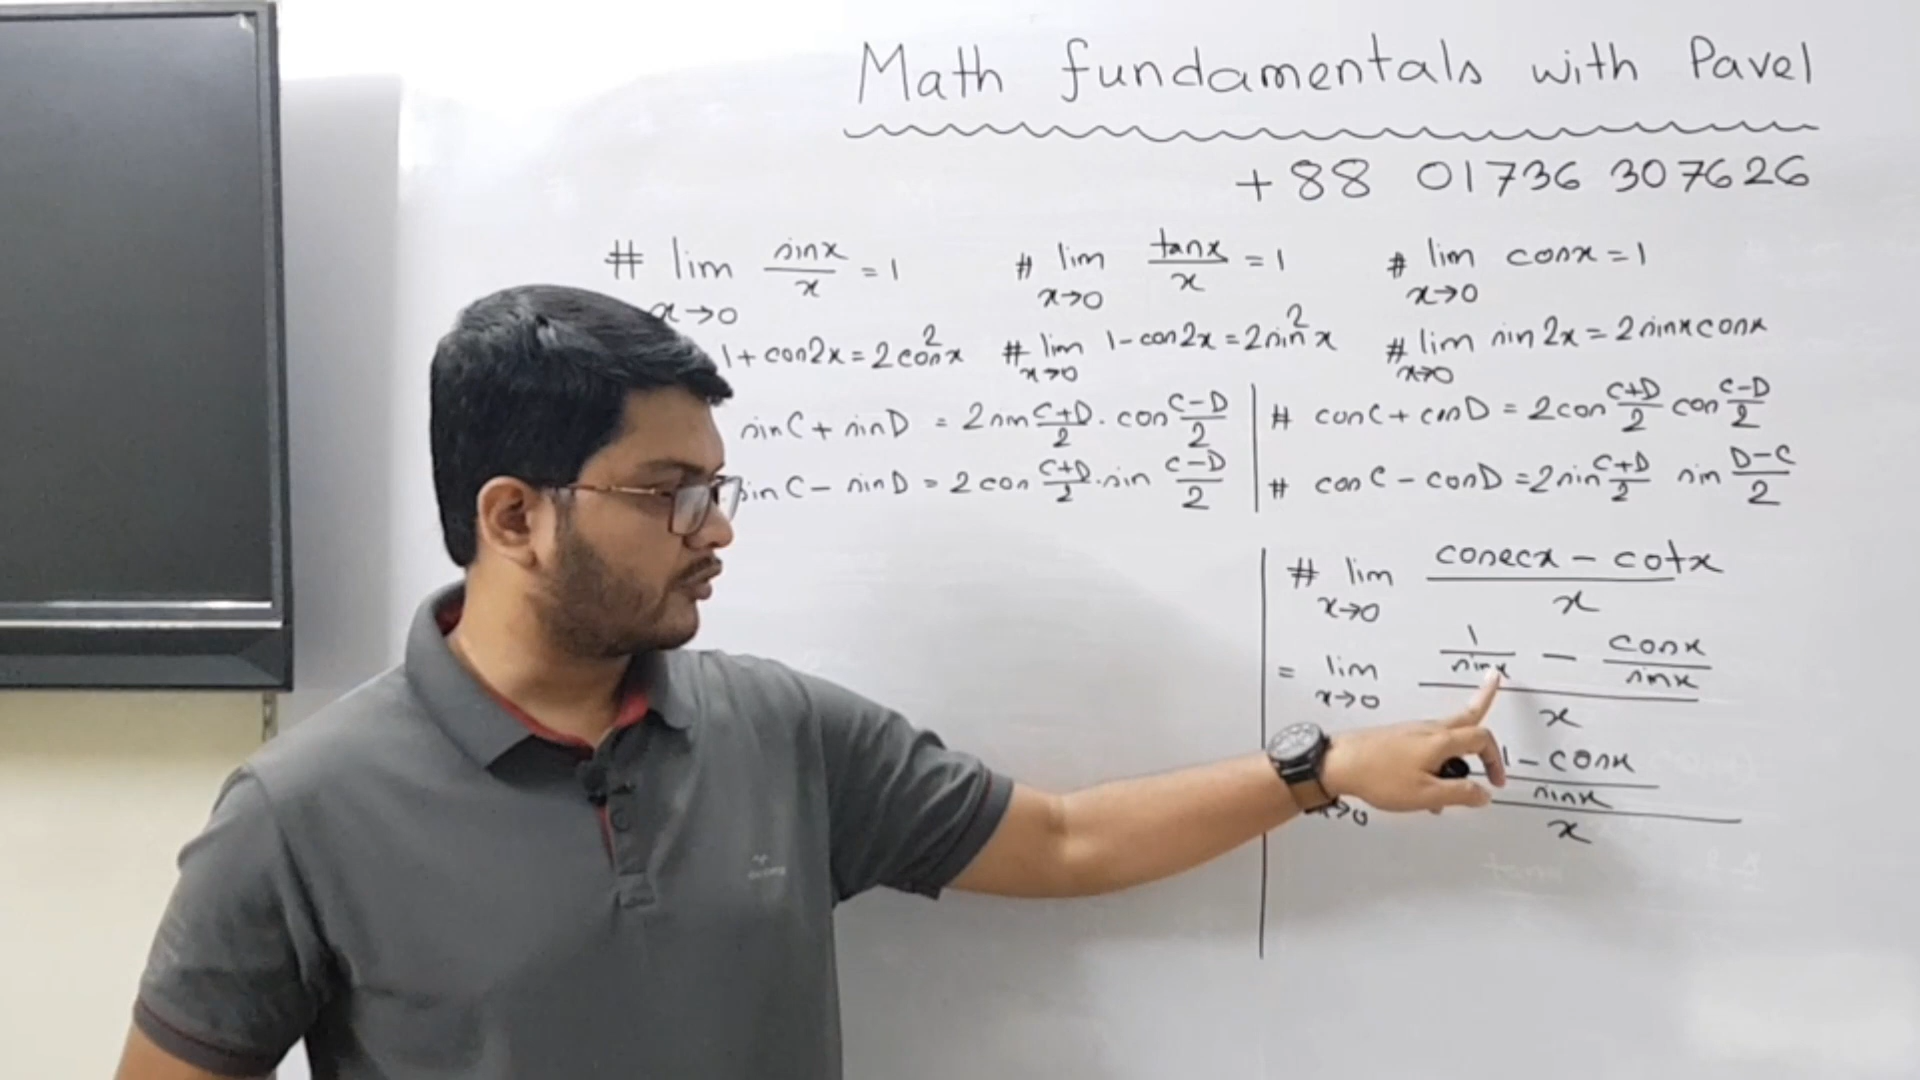 Math fundamentals with Pavel
+88 01736 307626
# lim x→0 sinx/x = 1 # lim x→0 tanx/x = 1 # lim x→0 cosx = 1
1 + cos2x = 2cos²x # lim x→0 1 - cos2x = 2sin²x # lim x→0 sin2x = 2sinxcosx
sinC + sinD = 2sin C+D/2 . cos C-D/2 # cosC + cosD = 2cos C+D/2 cos C-D/2
sinC - sinD = 2cos C+D/2 . sin C-D/2 # cosC - cosD = 2sin C+D/2 sin D-C/2
# lim x→0 cosecx - cotx / x
= lim x→0 1/sinx - cosx/sinx / x
x→0 1-cosx / sinx / x